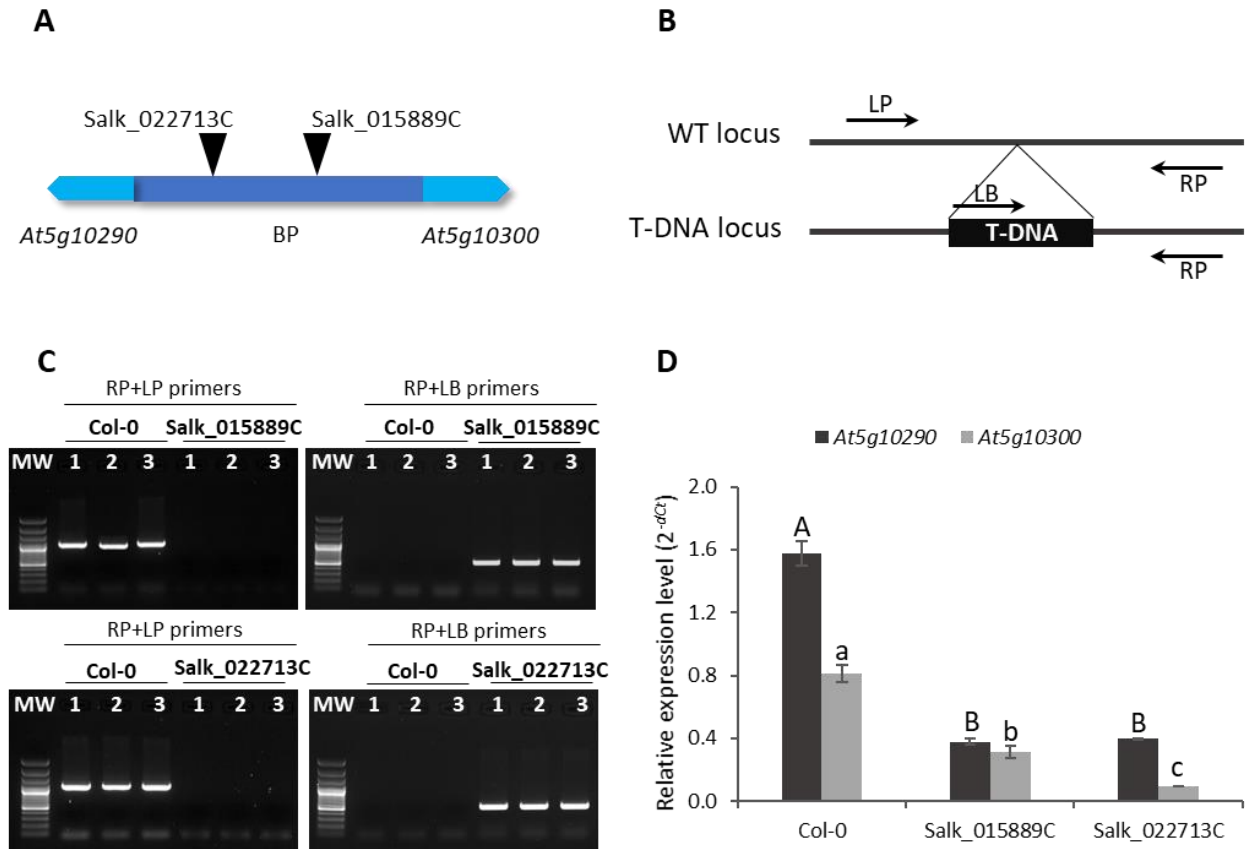 A
Salk_022713C
Salk_015889C
At5g10290
BP
At5g10300
B
WT locus
LP
RP
LB
T-DNA locus
T-DNA
RP
C
RP+LP primers
Col-0 Salk_015889C
MW 1 2 3 1 2 3
RP+LB primers
Col-0 Salk_015889C
1 2 3 1 2 3
RP+LP primers
Col-0 Salk_022713C
MW 1 2 3 1 2 3
RP+LB primers
Col-0 Salk_022713C
MW 1 2 3 1 2 3
D
At5g10290 At5g10300
Relative expression level (2^-dCt)
2.0
1.6
1.2
0.8
0.4
0.0
A
a
B
b
B
c
Col-0 Salk_015889C Salk_022713C